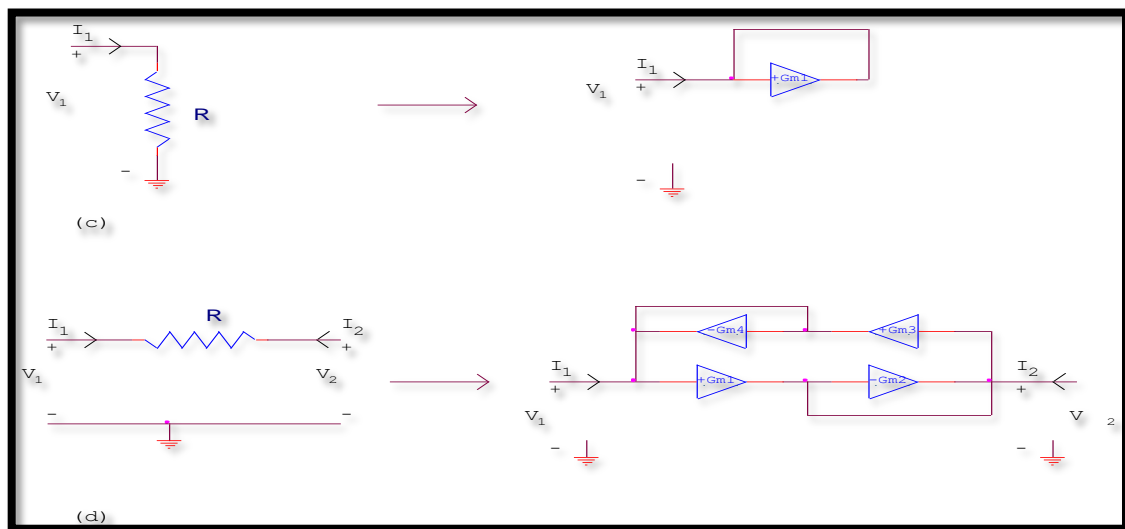 I1
+
V1
R
-
(c)
I1
+
V1
+Gm1
-
R
I1
I2
+
+
V1
V2
-
-
(d)
-Gm4
+Gm3
I1
I2
+Gm1
-Gm2
+
+
V1
V 2
-
-